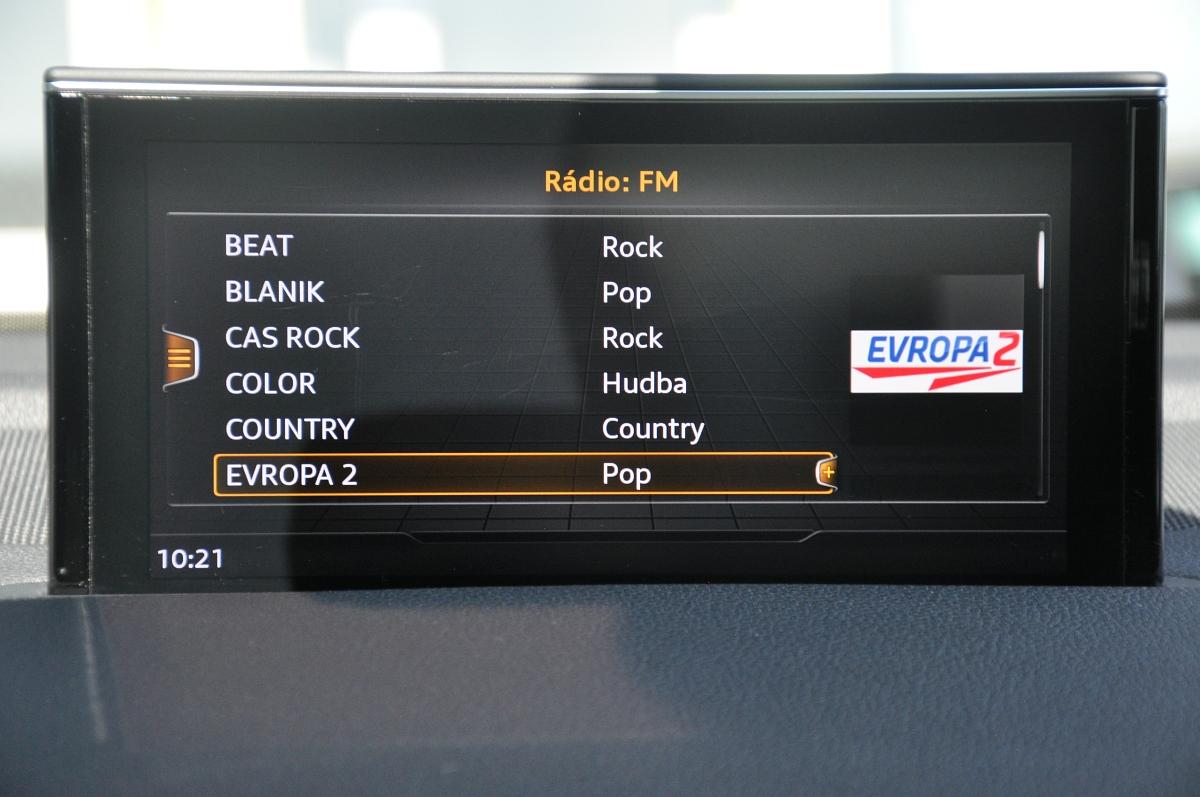 Rádio: FM
BEAT Rock
BLANIK Pop
CAS ROCK Rock
COLOR Hudba
COUNTRY Country
EVROPA 2 Pop
EVROPA 2
10:21